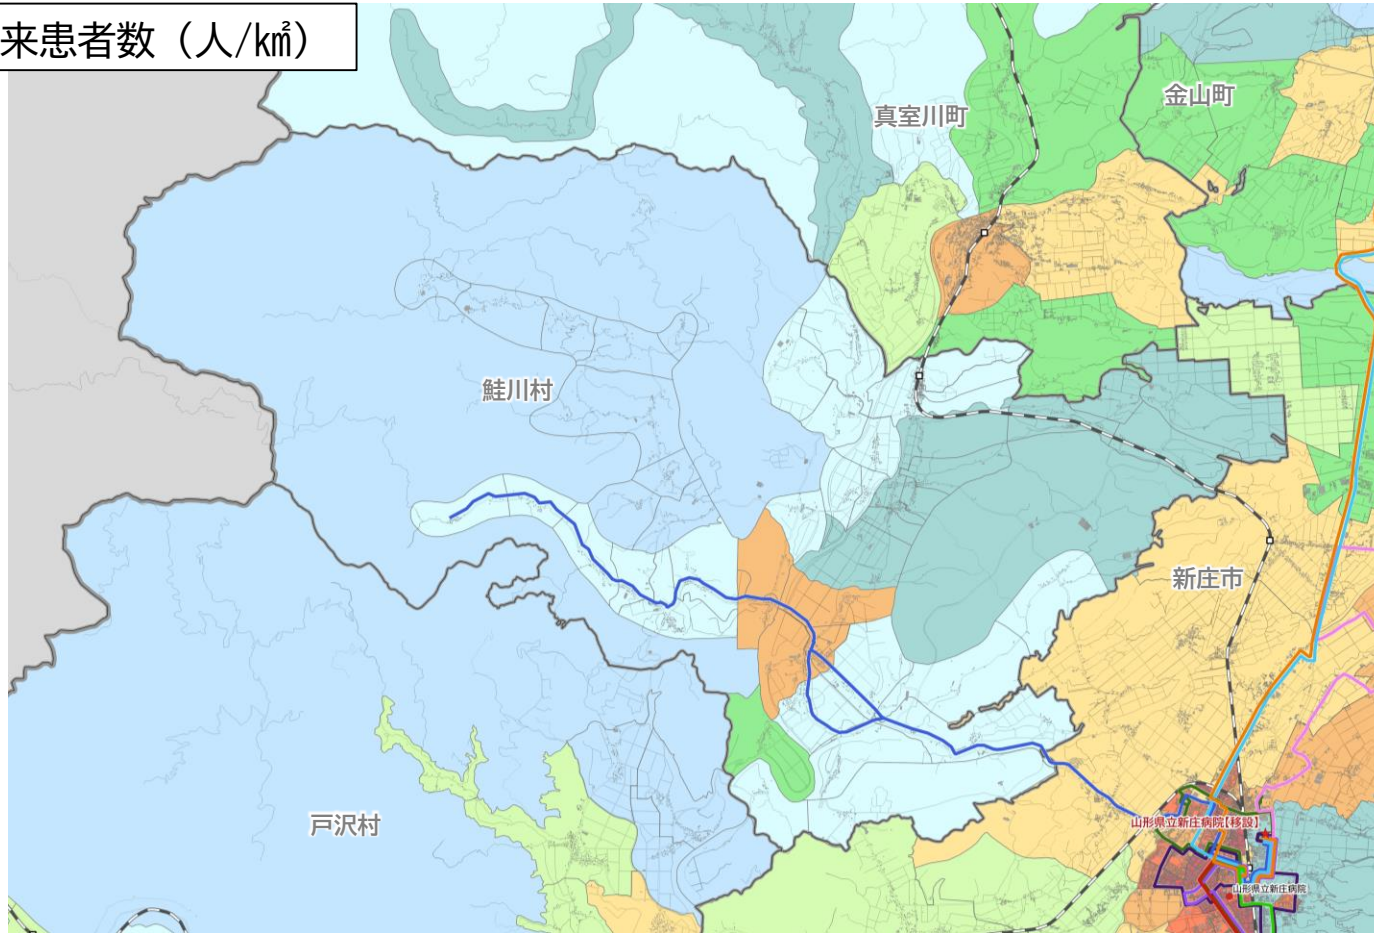 来患者数（人/k㎡）
金山町
真室川町
鮭川村
新庄市
戸沢村
山形県立新庄病院【移設】
山形県立新庄病院